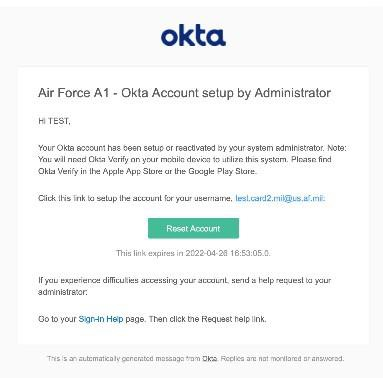 okta
Air Force A1 - Okta Account setup by Administrator
Hi TEST,
Your Okta account has been setup or reactivated by your system administrator. Note:
You will need Okta Verify on your mobile device to utilize this system. Please find
Okta Verify in the Apple App Store or the Google Play Store.
Click this link to setup the account for your username, test.card2.mil@us.af.mil:
Reset Account
This link expires in 2022-04-26 16:53:05.0.
If you experience difficulties accessing your account, send a help request to your
administrator:
Go to your Sign-in Help page. Then click the Request help link.
This is an automatically generated message from Okta. Replies are not monitored or answered.